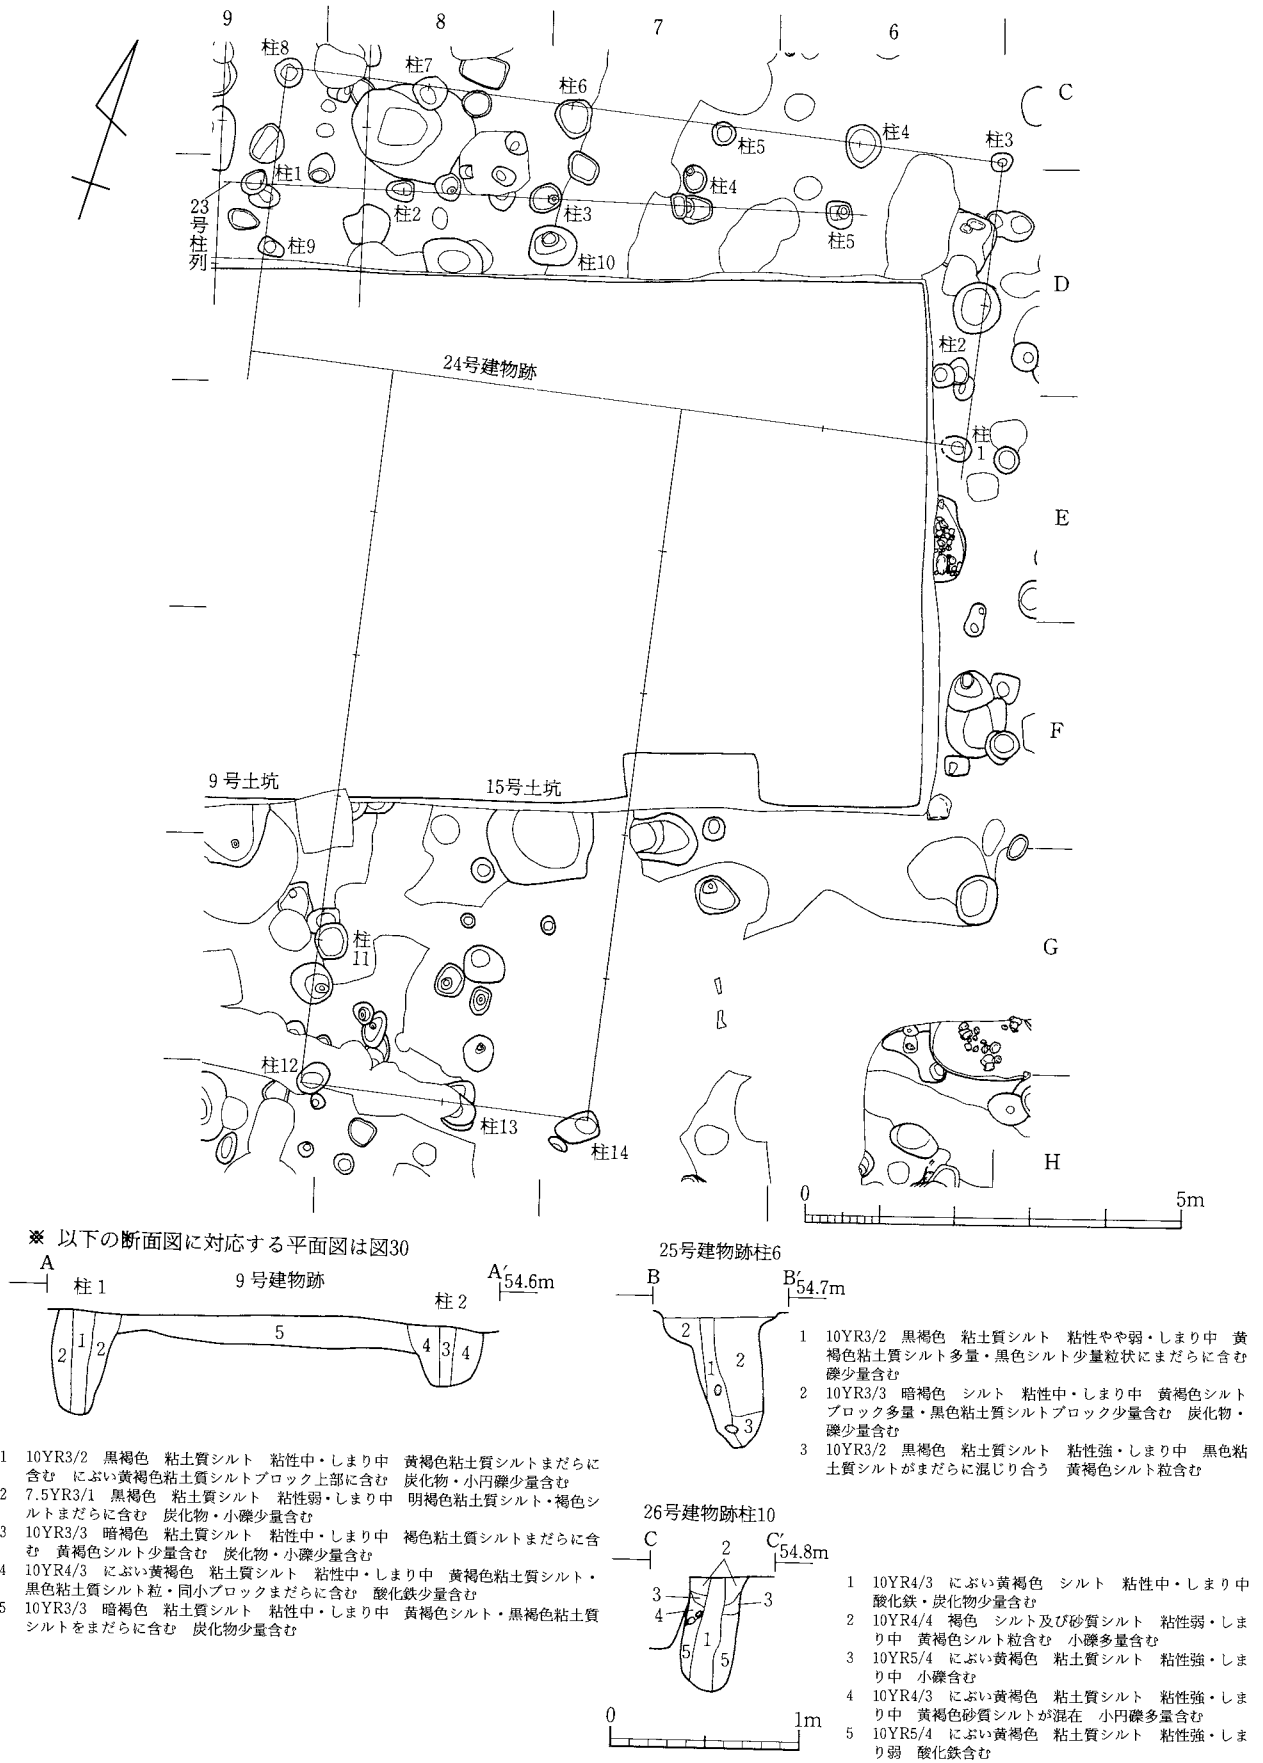 9
8
7
6
柱8
柱7
柱6
柱5
柱4
柱3
C
柱1
柱2
柱3
柱4
柱5
23号柱列
柱9
柱10
D
柱2
24号建物跡
柱1
E
F
9号土坑
15号土坑
柱11
G
柱12
柱13
柱14
H
0 5m
※ 以下の断面図に対応する平面図は図30
A 柱1 9号建物跡 柱2 A′ 54.6m
2 1 2 5 4 3 4
1 10YR3/2 黒褐色 粘土質シルト 粘性中・しまり中 黄褐色粘土質シルトまだらに
含む にぶい黄褐色粘土質シルトブロック上部に含む 炭化物・小円礫少量含む
2 7.5YR3/1 黒褐色 粘土質シルト 粘性弱・しまり中 明褐色粘土質シルト・褐色シ
ルトまだらに含む 炭化物・小礫少量含む
3 10YR3/3 暗褐色 粘土質シルト 粘性中・しまり中 褐色粘土質シルトまだらに含
む 黄褐色シルト少量含む 炭化物・小礫少量含む
4 10YR4/3 にぶい黄褐色 粘土質シルト 粘性中・しまり中 黄褐色粘土質シルト・
黒色粘土質シルト粒・同小ブロックまだらに含む 酸化鉄少量含む
5 10YR3/3 暗褐色 粘土質シルト 粘性中・しまり中 黄褐色シルト・黒褐色粘土質
シルトをまだらに含む 炭化物少量含む
25号建物跡柱6
B B′ 54.7m
2 1 2 3
1 10YR3/2 黒褐色 粘土質シルト 粘性やや弱・しまり中 黄
褐色粘土質シルト多量・黒色シルト少量粒状にまだらに含む
礫少量含む
2 10YR3/3 暗褐色 シルト 粘性中・しまり中 黄褐色シルト
ブロック多量・黒色粘土質シルトブロック少量含む 炭化物・
礫少量含む
3 10YR3/2 黒褐色 粘土質シルト 粘性強・しまり中 黒色粘
土質シルトがまだらに混じり合う 黄褐色シルト粒含む
26号建物跡柱10
C C′ 54.8m
2
3 3
4
5 1 5
0 1m
1 10YR4/3 にぶい黄褐色 シルト 粘性中・しまり中
酸化鉄・炭化物少量含む
2 10YR4/4 褐色 シルト及び砂質シルト 粘性弱・しま
り中 黄褐色シルト粒含む 小礫多量含む
3 10YR5/4 にぶい黄褐色 粘土質シルト 粘性強・しま
り中 小礫含む
4 10YR4/3 にぶい黄褐色 粘土質シルト 粘性強・しま
り中 黄褐色砂質シルトが混在 小円礫多量含む
5 10YR5/4 にぶい黄褐色 粘土質シルト 粘性強・しま
り弱 酸化鉄含む